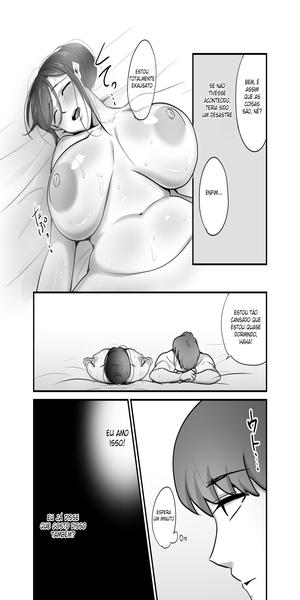 BEM, É
ASSIM
QUE AS
COISAS
SÃO, NÉ?
SE NÃO
TIVESSE
ACONTECIDO,
TERIA SIDO
UM DESASTRE
ENFIM...
ESTOU
TOTALMENTE
EXAUSTO
ESTOU TÃO
CANSADO QUE
ESTOU QUASE
DORMINDO,
HAHA!
ESPERA
UM MINUTO
EU AMO
ISSO!
EU JÁ DISSE
QUE GOSTO DISSO
TAMBÉM?